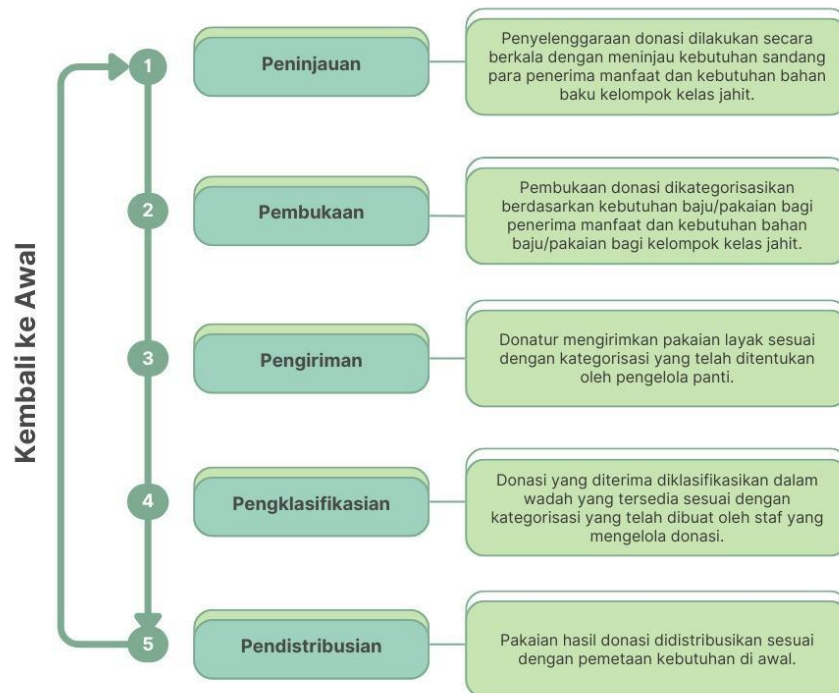 Kembali ke Awal
1
Peninjauan
Penyelenggaraan donasi dilakukan secara
berkala dengan meninjau kebutuhan sandang
para penerima manfaat dan kebutuhan bahan
baku kelompok kelas jahit.
2
Pembukaan
Pembukaan donasi dikategorisasikan
berdasarkan kebutuhan baju/pakaian bagi
penerima manfaat dan kebutuhan bahan
baju/pakaian bagi kelompok kelas jahit.
3
Pengiriman
Donatur mengirimkan pakaian layak sesuai
dengan kategorisasi yang telah ditentukan
oleh pengelola panti.
4
Pengklasifikasian
Donasi yang diterima diklasifikasikan dalam
wadah yang tersedia sesuai dengan
kategorisasi yang telah dibuat oleh staf yang
mengelola donasi.
5
Pendistribusian
Pakaian hasil donasi didistribusikan sesuai
dengan pemetaan kebutuhan di awal.